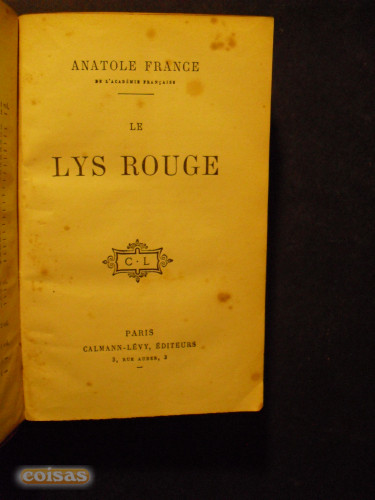 ANATOLE FRANCE
DE L'ACADÉMIE FRANÇAISE
LE
LYS ROUGE
C · L
PARIS
CALMANN-LÉVY, ÉDITEURS
3, RUE AUBER, 3
coisas